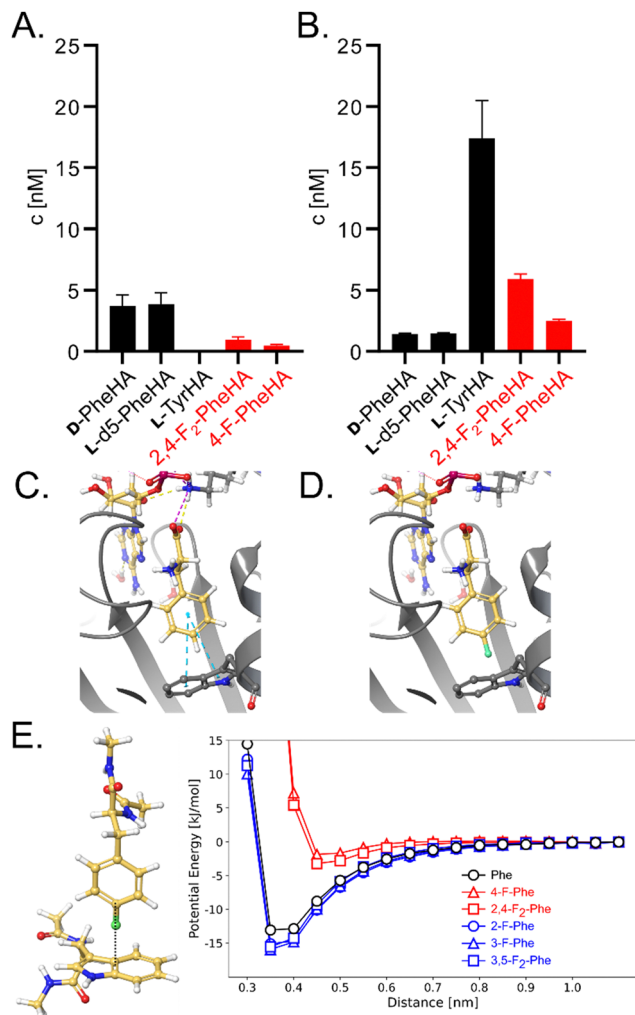 A.
B.
25
20
15
10
5
0
c [nM]
D-PheHA
L-d5-PheHA
L-TyrHA
2,4-F₂-PheHA
4-F-PheHA
25
20
15
10
5
0
c [nM]
D-PheHA
L-d5-PheHA
L-TyrHA
2,4-F₂-PheHA
4-F-PheHA
C.
D.
E.
Potential Energy [kJ/mol]
15
10
5
0
-5
-10
-15
Phe
4-F-Phe
2,4-F₂-Phe
2-F-Phe
3-F-Phe
3,5-F₂-Phe
0.3 0.4 0.5 0.6 0.7 0.8 0.9 1.0
Distance [nm]